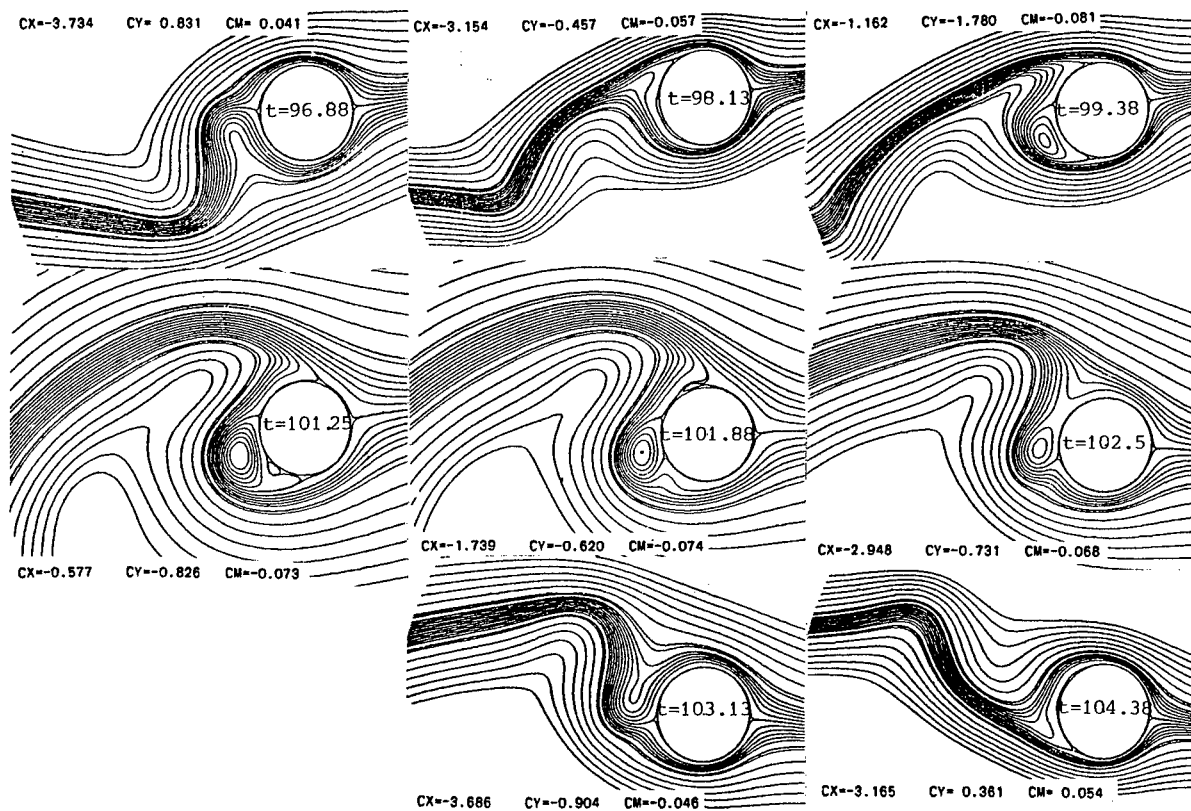 CX=-3.734 CY= 0.831 CM= 0.041
CX=-3.154 CY=-0.457 CM=-0.057
CX=-1.162 CY=-1.780 CM=-0.081
t=96.88
t=98.13
t=99.38
t=101.25
t=101.88
t=102.5
CX=-0.577 CY=-0.826 CM=-0.073
CX=-1.739 CY=-0.620 CM=-0.074
CX=-2.948 CY=-0.731 CM=-0.068
t=103.13
t=104.38
CX=-3.686 CY=-0.904 CM=-0.046
CX=-3.165 CY= 0.361 CM= 0.054